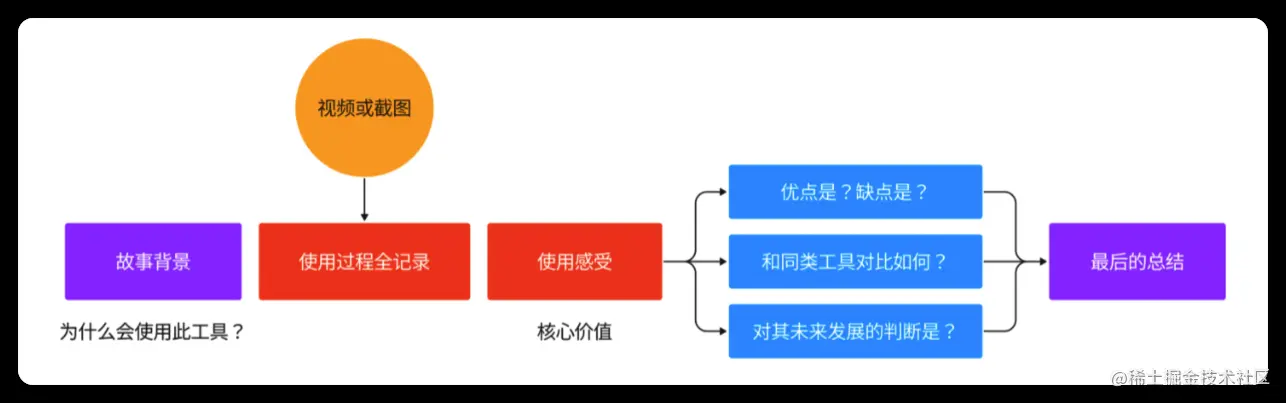 视频或截图
故事背景
使用过程全记录
使用感受
优点是？缺点是？
和同类工具对比如何？
对其未来发展的判断是？
最后的总结
为什么会使用此工具？
核心价值
@稀土掘金技术社区